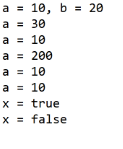 a = 10, b = 20
a = 30
a = 10
a = 200
a = 10
a = 10
x = true
x = false